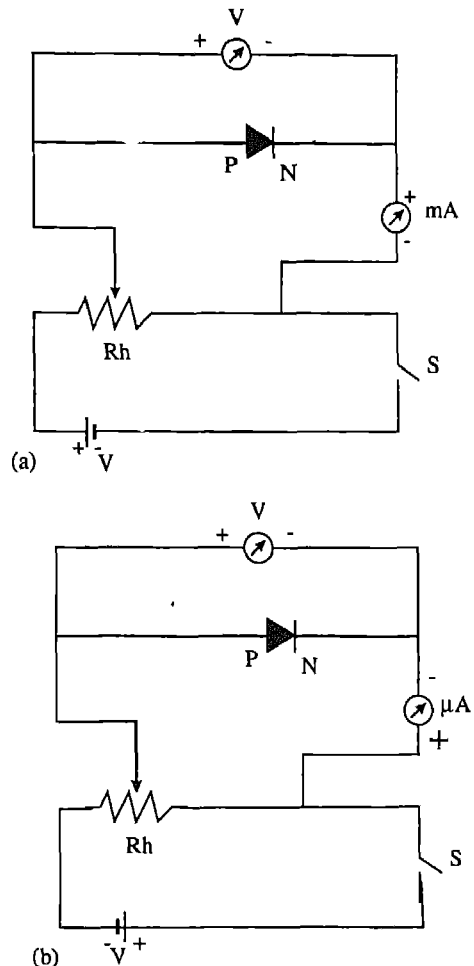 V
+ -
P N
+
mA
-
Rh
S
+ -
V
(a)
V
+ -
P N
-
µA
+
Rh
S
-V+
(b)